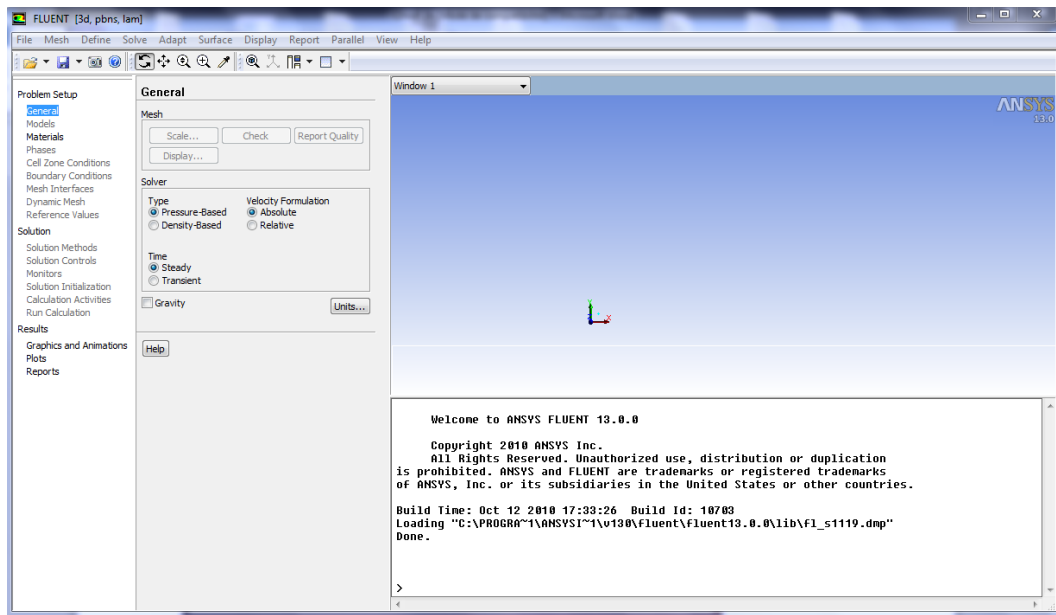 FLUENT [3d, pbns, lam]
File Mesh Define Solve Adapt Surface Display Report Parallel View Help
Problem Setup
General
Models
Materials
Phases
Cell Zone Conditions
Boundary Conditions
Mesh Interfaces
Dynamic Mesh
Reference Values
Solution
Solution Methods
Solution Controls
Monitors
Solution Initialization
Calculation Activities
Run Calculation
Results
Graphics and Animations
Plots
Reports
General
Mesh
Scale... Check Report Quality
Display...
Solver
Type Velocity Formulation
Pressure-Based Absolute
Density-Based Relative
Time
Steady
Transient
Gravity Units...
Help
Window 1
ANSYS
13.0
Y
Z X
Welcome to ANSYS FLUENT 13.0.0
Copyright 2010 ANSYS Inc.
All Rights Reserved. Unauthorized use, distribution or duplication
is prohibited. ANSYS and FLUENT are trademarks or registered trademarks
of ANSYS, Inc. or its subsidiaries in the United States or other countries.
Build Time: Oct 12 2010 17:33:26 Build Id: 10703
Loading "C:\PROGRA~1\ANSYSI~1\v130\fluent\fluent13.0.0\lib\fl_s1119.dmp"
Done.
>